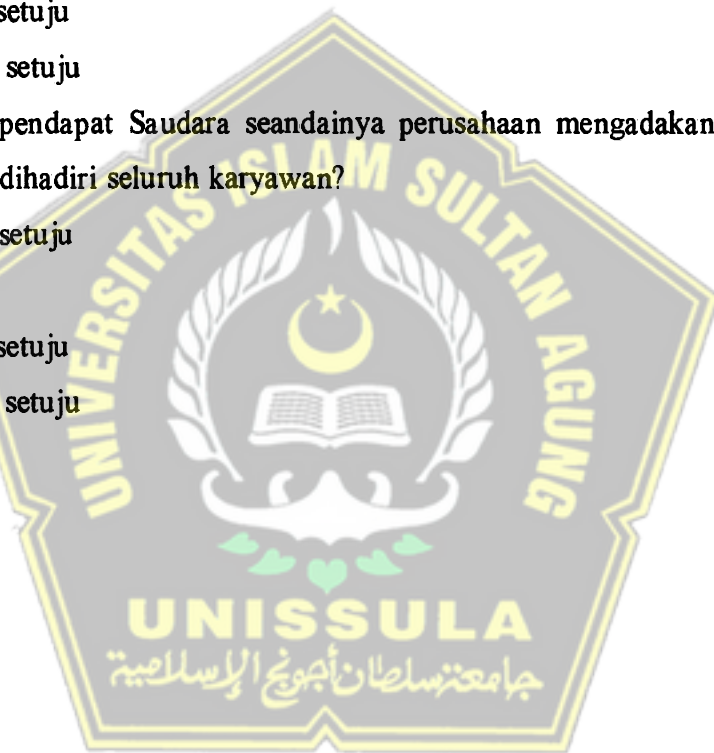 setuju
setuju
pendapat Saudara seandainya perusahaan mengadakan
dihadiri seluruh karyawan?
setuju
setuju
setuju
UNIVERSITAS ISLAM SULTAN AGUNG
UNISSULA
جامعة سلطان أجونج الإسلامية